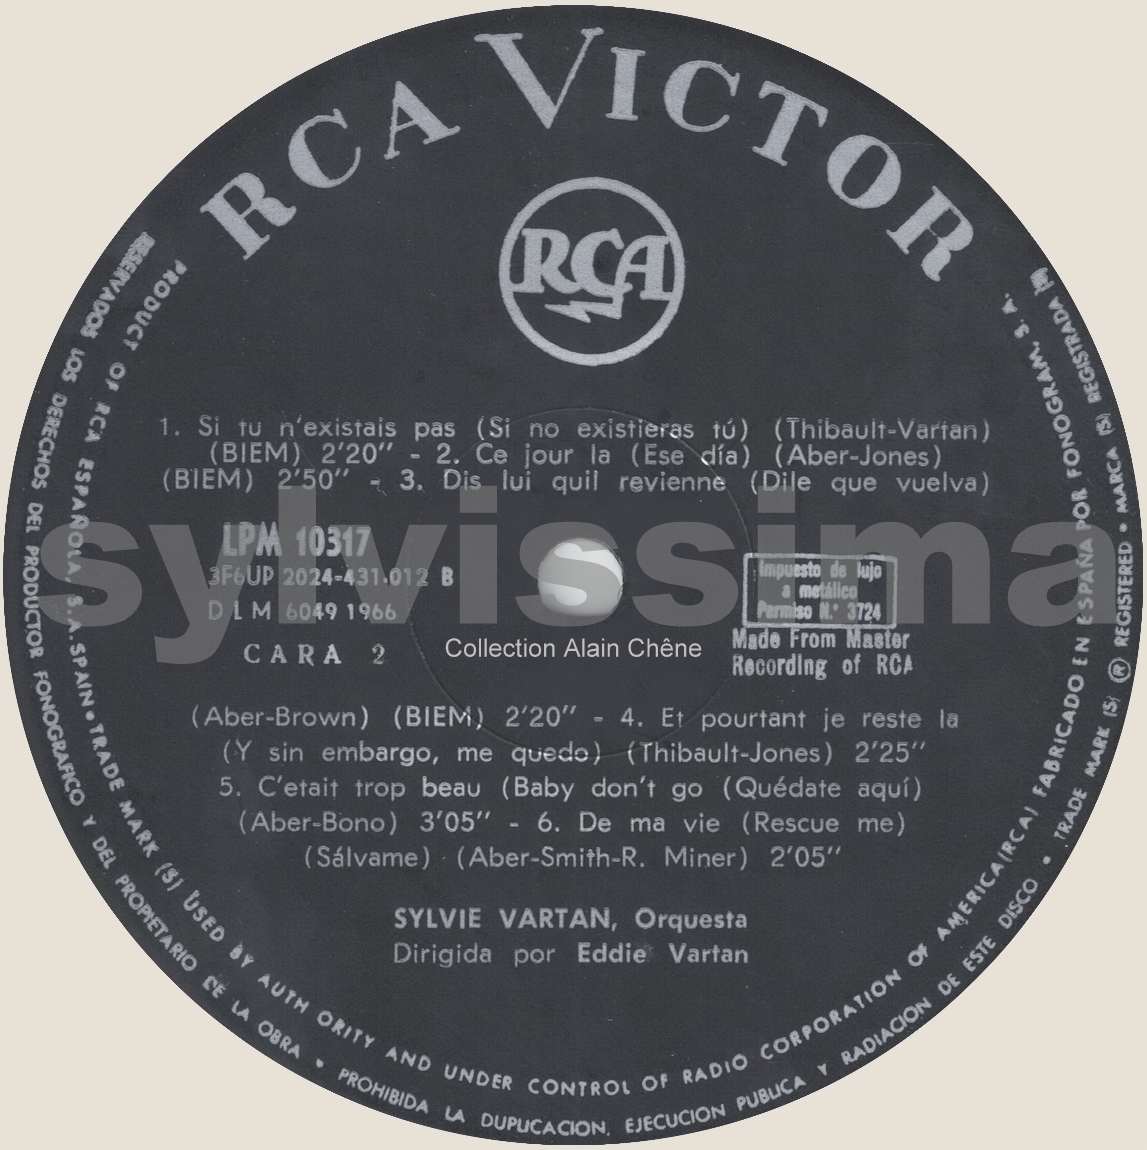 RCA VICTOR
RCA
1. Si tu n'existais pas (Si no existieras tú) (Thibault-Vartan)
(BIEM) 2'20" - 2. Ce jour la (Ese día) (Aber-Jones)
(BIEM) 2'50" - 3. Dis lui quil revienne (Dile que vuelva)
sylvissima
LPM 10317
3F6UP 2024-431.012 B
D L M 6049 1966
CARA 2
Impuesto de lujo
a metálico
Permiso N.° 3724
Made From Master
Recording of RCA
Collection Alain Chêne
(Aber-Brown) (BIEM) 2'20" - 4. Et pourtant je reste la
(Y sin embargo, me quedo) (Thibault-Jones) 2'25"
5. C'etait trop beau (Baby don't go (Quédate aquí)
(Aber-Bono) 3'05" - 6. De ma vie (Rescue me)
(Sálvame) (Aber-Smith-R. Miner) 2'05"
SYLVIE VARTAN, Orquesta
Dirigida por Eddie Vartan
PRODUCT OF RCA ESPAÑOLA, S. A. SPAIN • TRADE MARK (S) USED BY AUTH ORITY AND UNDER CONTROL OF RADIO CORPORATION OF AMERICA (RCA) FABRICADO EN ESPAÑA POR FONOGRAM, S. A.
RESERVADOS LOS DERECHOS DEL PRODUCTOR FONOGRAFICO Y DEL PROPIETARIO DE LA OBRA • PROHIBIDA LA DUPLICACION, EJECUCION PUBLICA Y RADIACION DE ESTE DISCO • TRADE MARK (S) ® REGISTERED • MARCA (S) REGISTRADA (S)